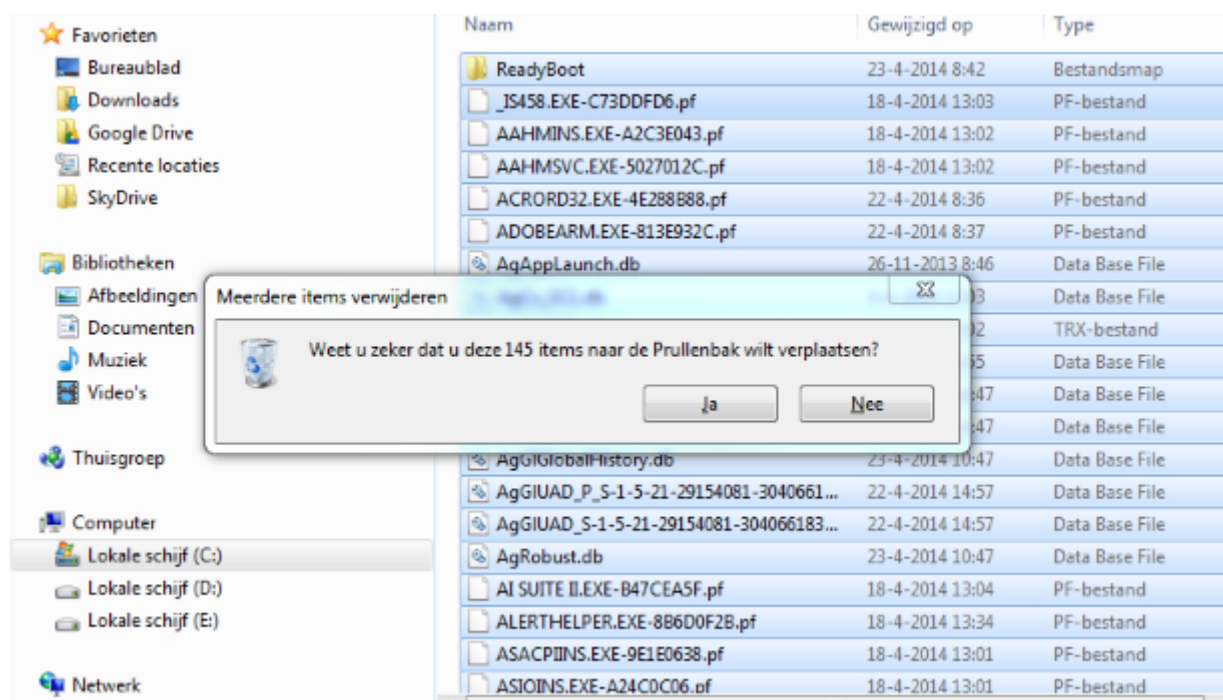 Naam Gewijzigd op Type
Favorieten
Bureaublad
Downloads
Google Drive
Recente locaties
SkyDrive
Bibliotheken
Afbeeldingen
Documenten
Muziek
Video's
Thuisgroep
Computer
Lokale schijf (C:)
Lokale schijf (D:)
Lokale schijf (E:)
Netwerk
ReadyBoot 23-4-2014 8:42 Bestandsmap
_IS458.EXE-C73DDFD6.pf 18-4-2014 13:03 PF-bestand
AAHMINS.EXE-A2C3E043.pf 18-4-2014 13:02 PF-bestand
AAHMSVC.EXE-5027012C.pf 18-4-2014 13:02 PF-bestand
ACRORD32.EXE-4E28BB88.pf 22-4-2014 8:36 PF-bestand
ADOBEARM.EXE-813E932C.pf 22-4-2014 8:37 PF-bestand
AgAppLaunch.db 26-11-2013 8:46 Data Base File
Data Base File
TRX-bestand
Data Base File
:47 Data Base File
:47 Data Base File
AgGlGlobalHistory.db 23-4-2014 10:47 Data Base File
AgGlUAD_P_S-1-5-21-29154081-3040661... 22-4-2014 14:57 Data Base File
AgGlUAD_S-1-5-21-29154081-304066183... 22-4-2014 14:57 Data Base File
AgRobust.db 23-4-2014 10:47 Data Base File
AI SUITE II.EXE-B47CEA5F.pf 18-4-2014 13:04 PF-bestand
ALERTHELPER.EXE-8B6D0F2B.pf 18-4-2014 13:34 PF-bestand
ASACPIINS.EXE-9E1E0638.pf 18-4-2014 13:01 PF-bestand
ASIOINS.EXE-A24C0C06.pf 18-4-2014 13:01 PF-bestand
Meerdere items verwijderen
Weet u zeker dat u deze 145 items naar de Prullenbak wilt verplaatsen?
Ja Nee